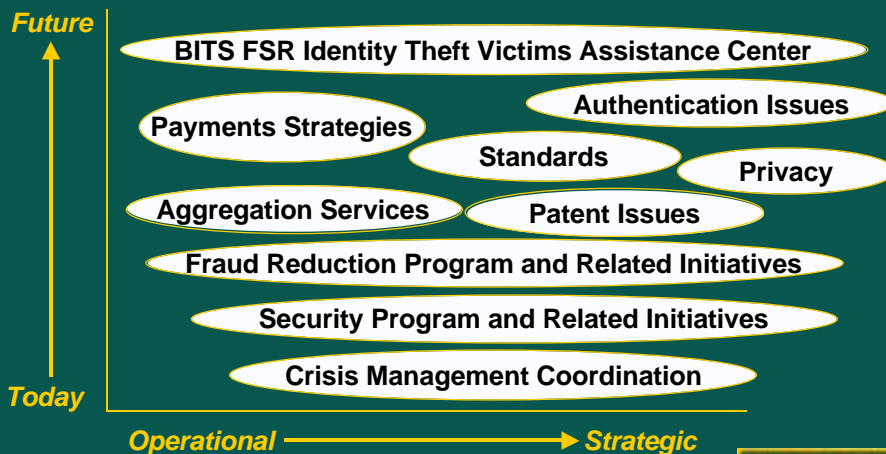 Future
BITS FSR Identity Theft Victims Assistance Center
Authentication Issues
Payments Strategies
Standards
Privacy
Aggregation Services
Patent Issues
Fraud Reduction Program and Related Initiatives
Security Program and Related Initiatives
Crisis Management Coordination
Today
Operational
Strategic